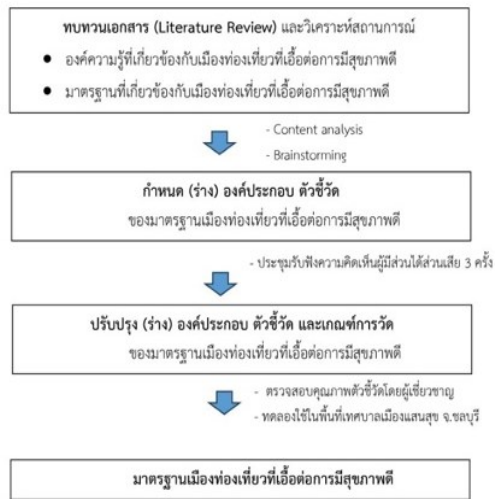 ทบทวนเอกสาร (Literature Review) และวิเคราะห์สถานการณ์
● องค์ความรู้ที่เกี่ยวข้องกับเมืองท่องเที่ยวที่เอื้อต่อการมีสุขภาพดี
● มาตรฐานที่เกี่ยวข้องกับเมืองท่องเที่ยวที่เอื้อต่อการมีสุขภาพดี
- Content analysis
- Brainstorming
กำหนด (ร่าง) องค์ประกอบ ตัวชี้วัด
ของมาตรฐานเมืองท่องเที่ยวที่เอื้อต่อการมีสุขภาพดี
- ประชุมรับฟังความคิดเห็นผู้มีส่วนได้ส่วนเสีย 3 ครั้ง
ปรับปรุง (ร่าง) องค์ประกอบ ตัวชี้วัด และเกณฑ์การวัด
ของมาตรฐานเมืองท่องเที่ยวที่เอื้อต่อการมีสุขภาพดี
- ตรวจสอบคุณภาพตัวชี้วัดโดยผู้เชี่ยวชาญ
- ทดลองใช้ในพื้นที่เทศบาลเมืองแสนสุข จ.ชลบุรี
มาตรฐานเมืองท่องเที่ยวที่เอื้อต่อการมีสุขภาพดี